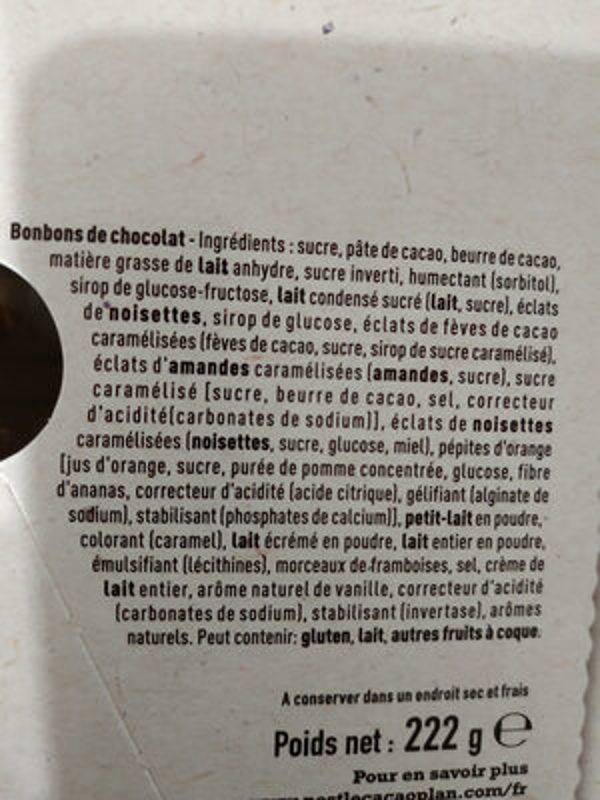 Bonbons de chocolat - Ingrédients : sucre, pâte de cacao, beurre de cacao,
matière grasse de lait anhydre, sucre inverti, humectant (sorbitol),
sirop de glucose-fructose, lait condensé sucré (lait, sucre), éclats
de noisettes, sirop de glucose, éclats de fèves de cacao
caramélisées (fèves de cacao, sucre, sirop de sucre caramélisé),
éclats d'amandes caramélisées (amandes, sucre), sucre
caramélisé [sucre, beurre de cacao, sel, correcteur
d'acidité(carbonates de sodium)], éclats de noisettes
caramélisées (noisettes, sucre, glucose, miel), pépites d'orange
[jus d'orange, sucre, purée de pomme concentrée, glucose, fibre
d'ananas, correcteur d'acidité (acide citrique), gélifiant (alginate de
sodium), stabilisant (phosphates de calcium)], petit-lait en poudre,
colorant (caramel), lait écrémé en poudre, lait entier en poudre,
émulsifiant (lécithines), morceaux de framboises, sel, crème de
lait entier, arôme naturel de vanille, correcteur d'acidité
(carbonates de sodium), stabilisant (invertase), arômes
naturels. Peut contenir: gluten, lait, autres fruits à coque.
A conserver dans un endroit sec et frais
Poids net : 222 g e
Pour en savoir plus
www.nestlecacaoplan.com/fr